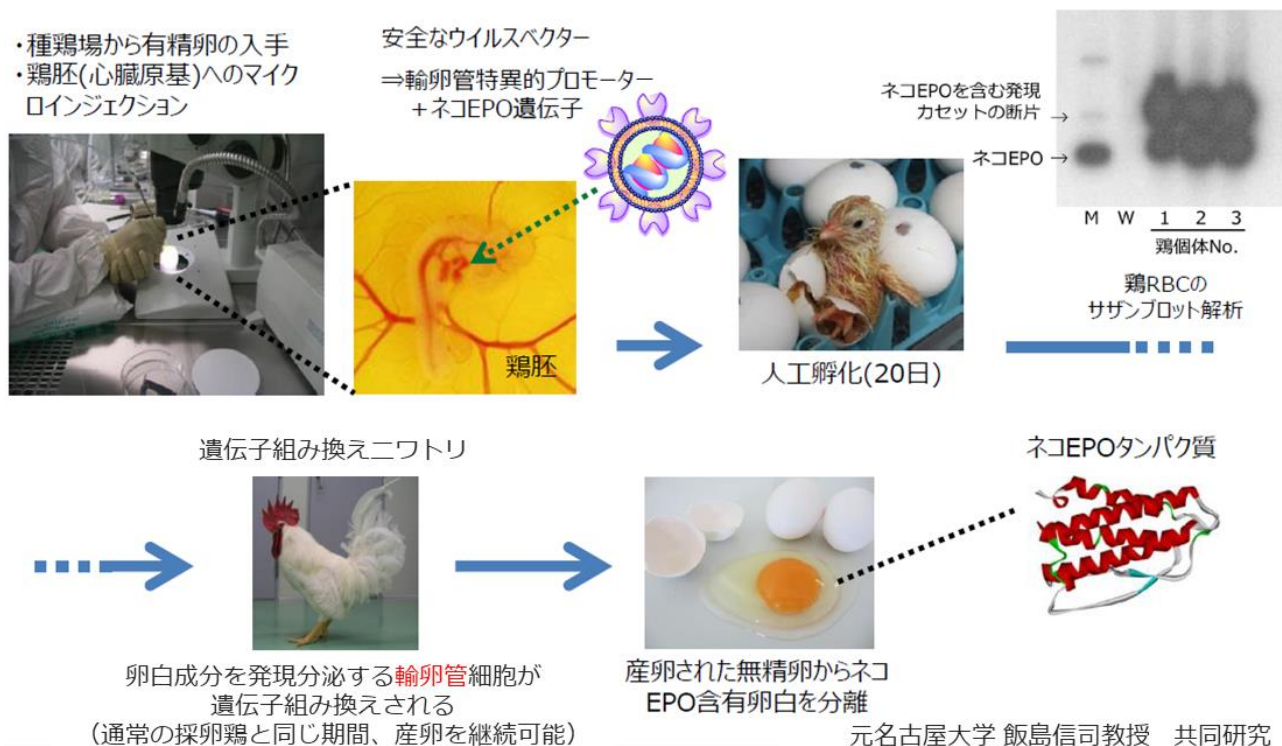 ・種鶏場から有精卵の入手
・鶏胚(心臓原基)へのマイク
ロインジェクション
安全なウイルスベクター
⇒輸卵管特異的プロモーター
＋ネコEPO遺伝子
鶏胚
人工孵化(20日)
ネコEPOを含む発現
カセットの断片 →
ネコEPO→
M W 1 2 3
鶏個体No.
鶏RBCの
サザンブロット解析
遺伝子組み換えニワトリ
卵白成分を発現分泌する輸卵管細胞が
遺伝子組み換えされる
（通常の採卵鶏と同じ期間、産卵を継続可能）
産卵された無精卵からネコ
EPO含有卵白を分離
ネコEPOタンパク質
元名古屋大学 飯島信司教授　共同研究